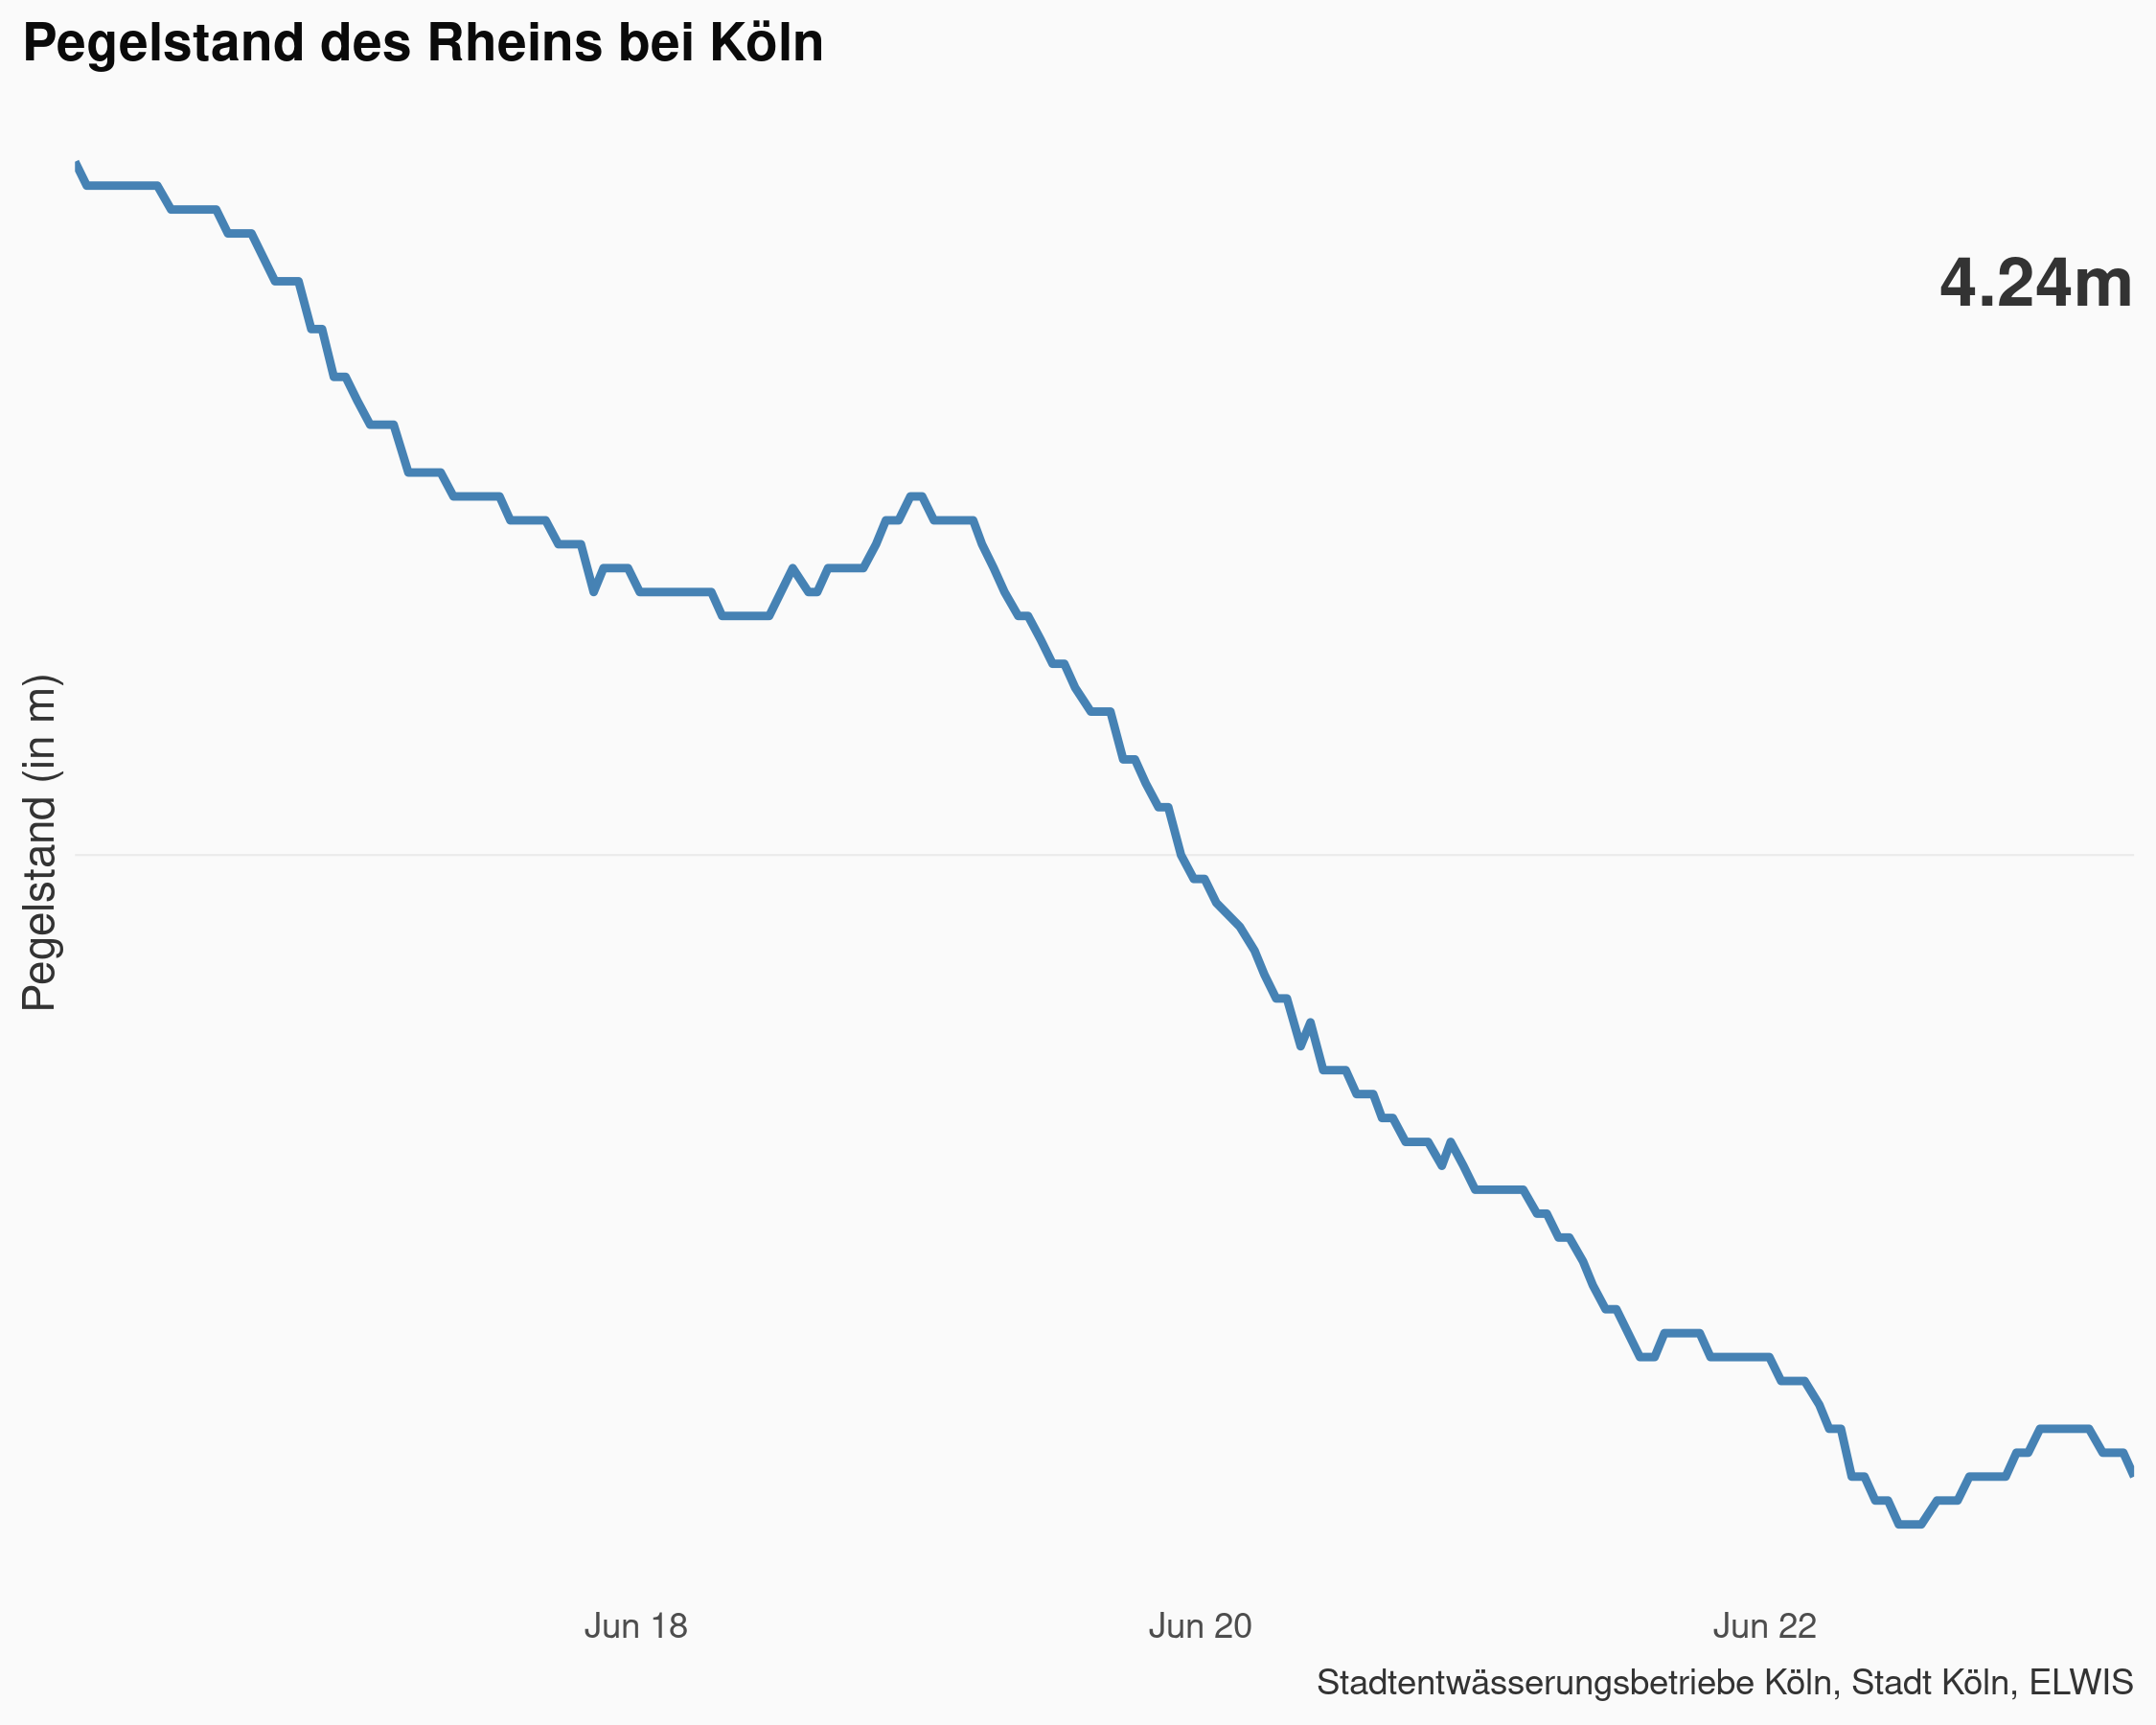 Pegelstand des Rheins bei Köln
4.24m
Pegelstand (in m)
Jun 18
Jun 20
Jun 22
Stadtentwässerungsbetriebe Köln, Stadt Köln, ELWIS